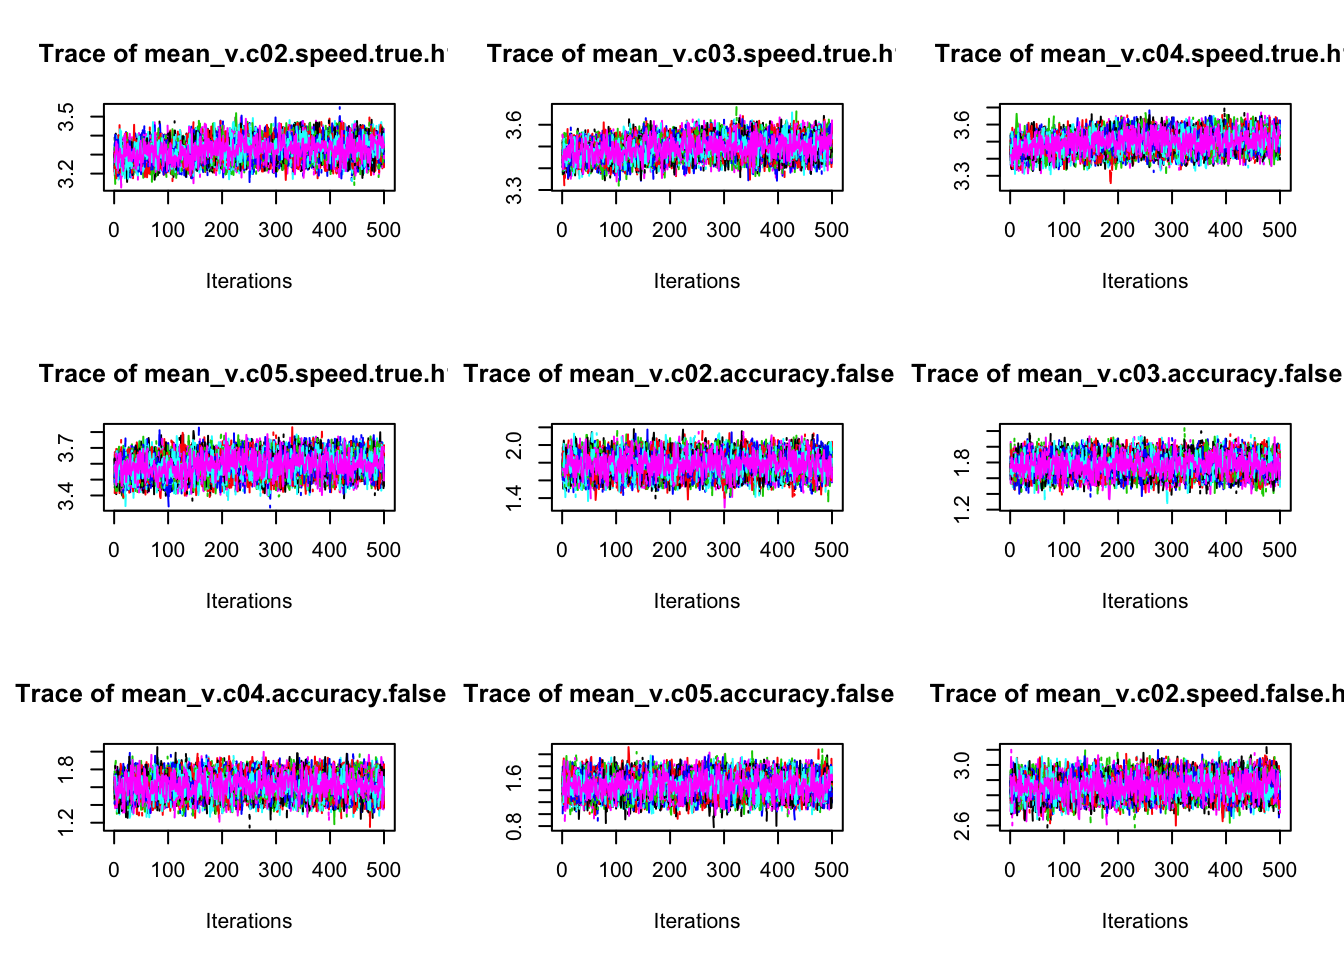 Trace of mean_v.c02.speed.true.h
Trace of mean_v.c03.speed.true.h
Trace of mean_v.c04.speed.true.h
3.5
3.2
3.6
3.3
3.6
3.3
0 100 200 300 400 500
0 100 200 300 400 500
0 100 200 300 400 500
Iterations
Iterations
Iterations
Trace of mean_v.c05.speed.true.h
Trace of mean_v.c02.accuracy.false
Trace of mean_v.c03.accuracy.false
3.7
3.4
2.0
1.4
1.8
1.2
0 100 200 300 400 500
0 100 200 300 400 500
0 100 200 300 400 500
Iterations
Iterations
Iterations
Trace of mean_v.c04.accuracy.false
Trace of mean_v.c05.accuracy.false
Trace of mean_v.c02.speed.false.h
1.8
1.2
1.6
0.8
3.0
2.6
0 100 200 300 400 500
0 100 200 300 400 500
0 100 200 300 400 500
Iterations
Iterations
Iterations